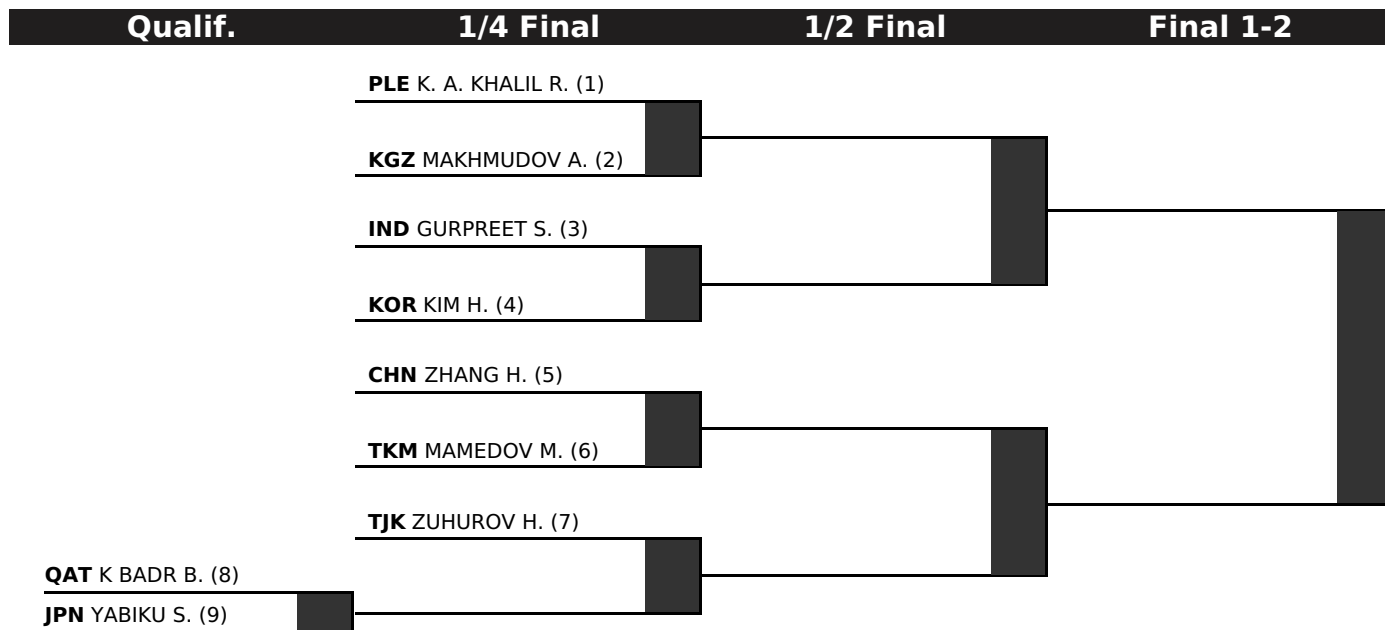 Qualif. 1/4 Final 1/2 Final Final 1-2
PLE K. A. KHALIL R. (1)
KGZ MAKHMUDOV A. (2)
IND GURPREET S. (3)
KOR KIM H. (4)
CHN ZHANG H. (5)
TKM MAMEDOV M. (6)
TJK ZUHUROV H. (7)
QAT K BADR B. (8)
JPN YABIKU S. (9)